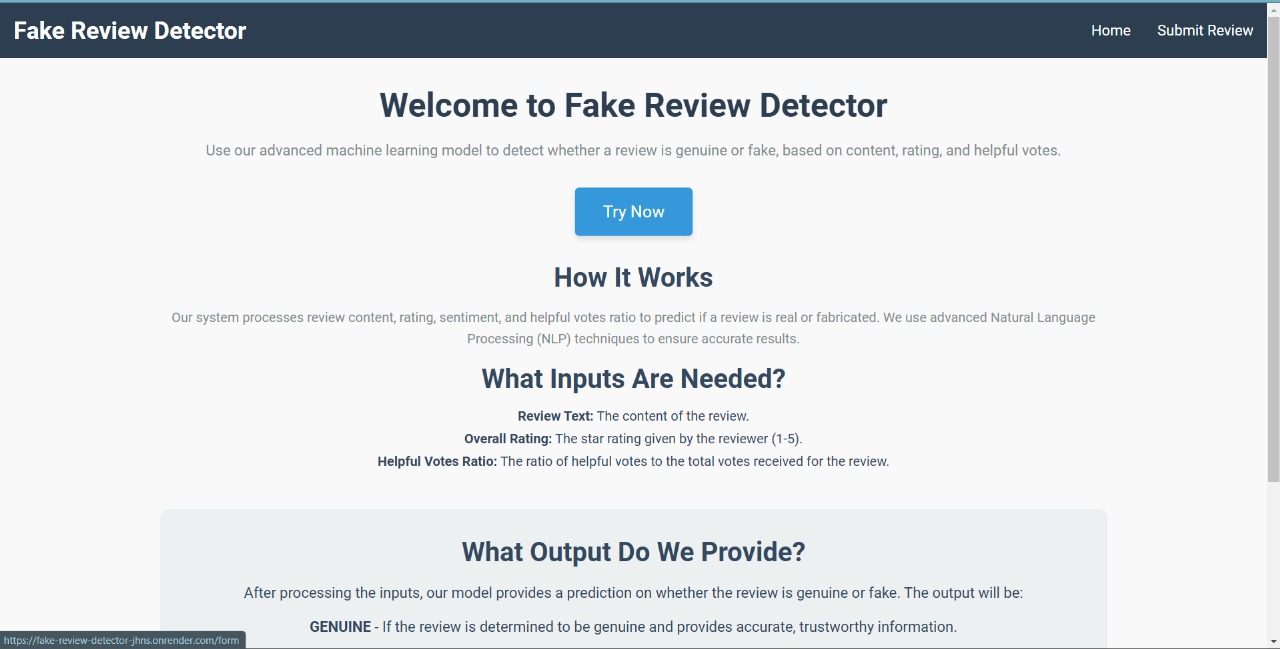 Fake Review Detector
Home
Submit Review
Welcome to Fake Review Detector
Use our advanced machine learning model to detect whether a review is genuine or fake, based on content, rating, and helpful votes.
Try Now
How It Works
Our system processes review content, rating, sentiment, and helpful votes ratio to predict if a review is real or fabricated. We use advanced Natural Language
Processing (NLP) techniques to ensure accurate results.
What Inputs Are Needed?
Review Text: The content of the review.
Overall Rating: The star rating given by the reviewer (1-5).
Helpful Votes Ratio: The ratio of helpful votes to the total votes received for the review.
What Output Do We Provide?
After processing the inputs, our model provides a prediction on whether the review is genuine or fake. The output will be:
GENUINE - If the review is determined to be genuine and provides accurate, trustworthy information.
https://fake-review-detector-jhns.onrender.com/form